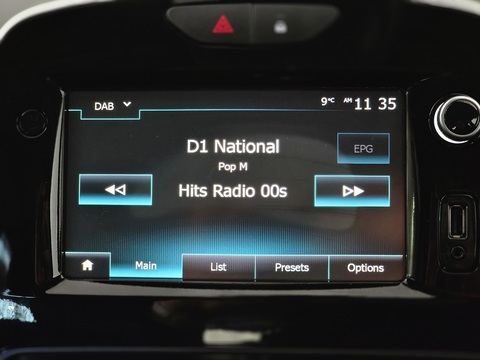 DAB
9°C AM 11 35
D1 National
EPG
Pop M
Hits Radio 00s
Main
List
Presets
Options